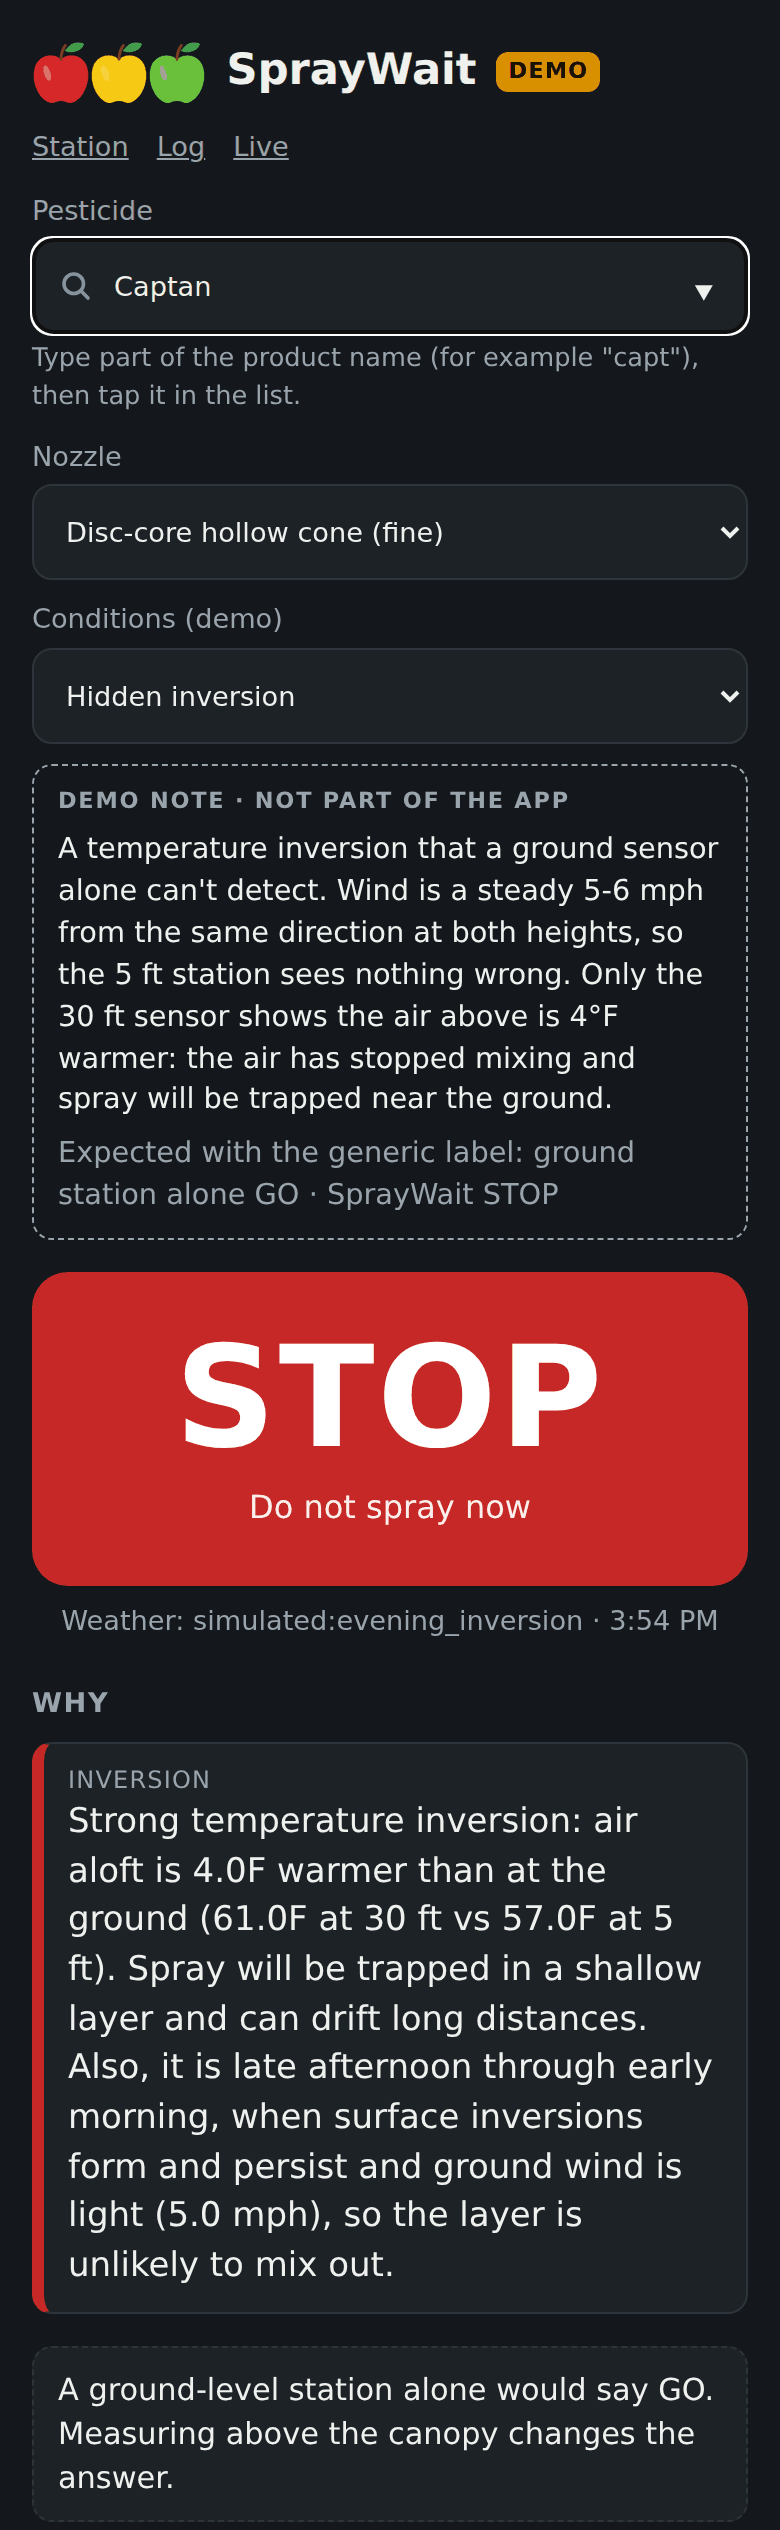 SprayWait DEMO
Station Log Live
Pesticide
Captan
Type part of the product name (for example "capt"),
then tap it in the list.
Nozzle
Disc-core hollow cone (fine)
Conditions (demo)
Hidden inversion
DEMO NOTE · NOT PART OF THE APP
A temperature inversion that a ground sensor
alone can't detect. Wind is a steady 5-6 mph
from the same direction at both heights, so
the 5 ft station sees nothing wrong. Only the
30 ft sensor shows the air above is 4°F
warmer: the air has stopped mixing and
spray will be trapped near the ground.
Expected with the generic label: ground
station alone GO · SprayWait STOP
STOP
Do not spray now
Weather: simulated:evening_inversion · 3:54 PM
WHY
INVERSION
Strong temperature inversion: air
aloft is 4.0F warmer than at the
ground (61.0F at 30 ft vs 57.0F at 5
ft). Spray will be trapped in a shallow
layer and can drift long distances.
Also, it is late afternoon through early
morning, when surface inversions
form and persist and ground wind is
light (5.0 mph), so the layer is
unlikely to mix out.
A ground-level station alone would say GO.
Measuring above the canopy changes the
answer.